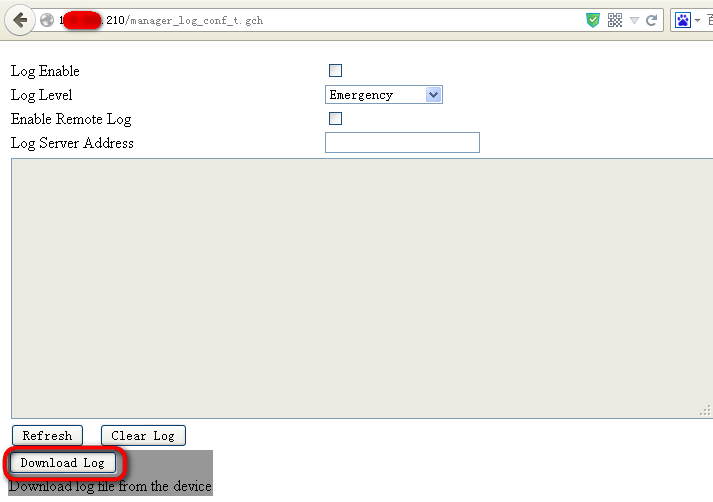 1 .210/manager_log_conf_t.gch
Log Enable
Log Level Emergency
Enable Remote Log
Log Server Address
Refresh Clear Log
Download Log
Download log file from the device